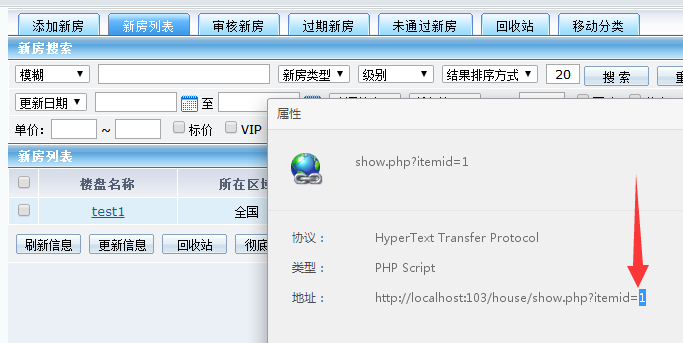 添加新房 新房列表 审核新房 过期新房 未通过新房 回收站 移动分类
新房搜索
模糊 新房类型 级别 结果排序方式 20 搜 索
更新日期 至
单价： ~ 标价 VIP
属性
show.php?itemid=1
新房列表
楼盘名称 所在区域
test1 全国
刷新信息 更新信息 回收站 彻底
协议： HyperText Transfer Protocol
类型： PHP Script
地址： http://localhost:103/house/show.php?itemid=1